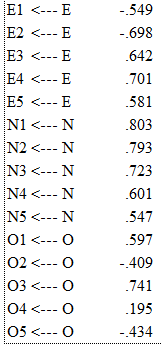 E1 <--- E -.549
E2 <--- E -.698
E3 <--- E .642
E4 <--- E .701
E5 <--- E .581
N1 <--- N .803
N2 <--- N .793
N3 <--- N .723
N4 <--- N .601
N5 <--- N .547
O1 <--- O .597
O2 <--- O -.409
O3 <--- O .741
O4 <--- O .195
O5 <--- O -.434